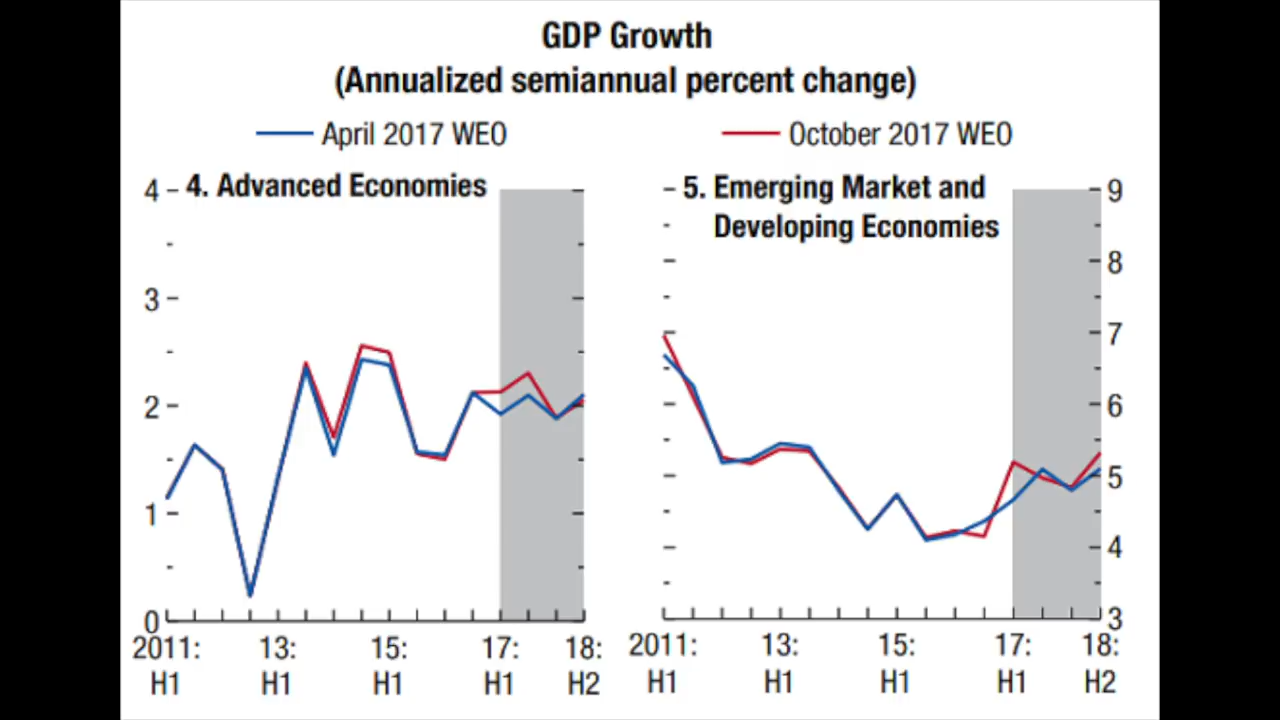 GDP Growth
(Annualized semiannual percent change)
April 2017 WEO
October 2017 WEO
4. Advanced Economies
4
3
2
1
0
2011:
H1
13:
H1
15:
H1
17:
H1
18:
H2
5. Emerging Market and
Developing Economies
9
8
7
6
5
4
3
2011:
H1
13:
H1
15:
H1
17:
H1
18:
H2